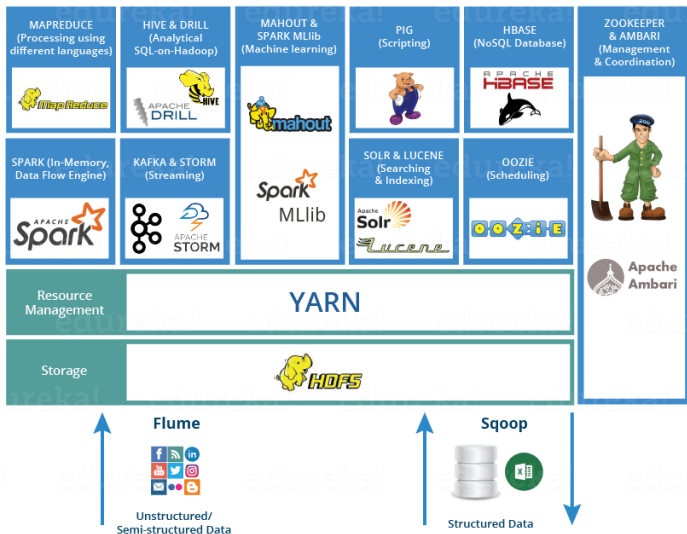 MAPREDUCE
(Processing using
different languages)
Map Reduce
HIVE & DRILL
(Analytical
SQL-on-Hadoop)
HIVE
APACHE
DRILL
MAHOUT &
SPARK MLlib
(Machine learning)
mahout
Spark
MLlib
PIG
(Scripting)
HBASE
(NoSQL Database)
APACHE
HBASE
ZOOKEEPER
& AMBARI
(Management
& Coordination)
Apache
Ambari
SPARK (In-Memory,
Data Flow Engine)
APACHE
Spark
KAFKA & STORM
(Streaming)
APACHE
STORM
SOLR & LUCENE
(Searching
& Indexing)
Apache
Solr
Lucene
OOZIE
(Scheduling)
OOZIE
Resource
Management
YARN
Storage
HDFS
Flume
Unstructured/
Semi-structured Data
Sqoop
Structured Data
edureka!